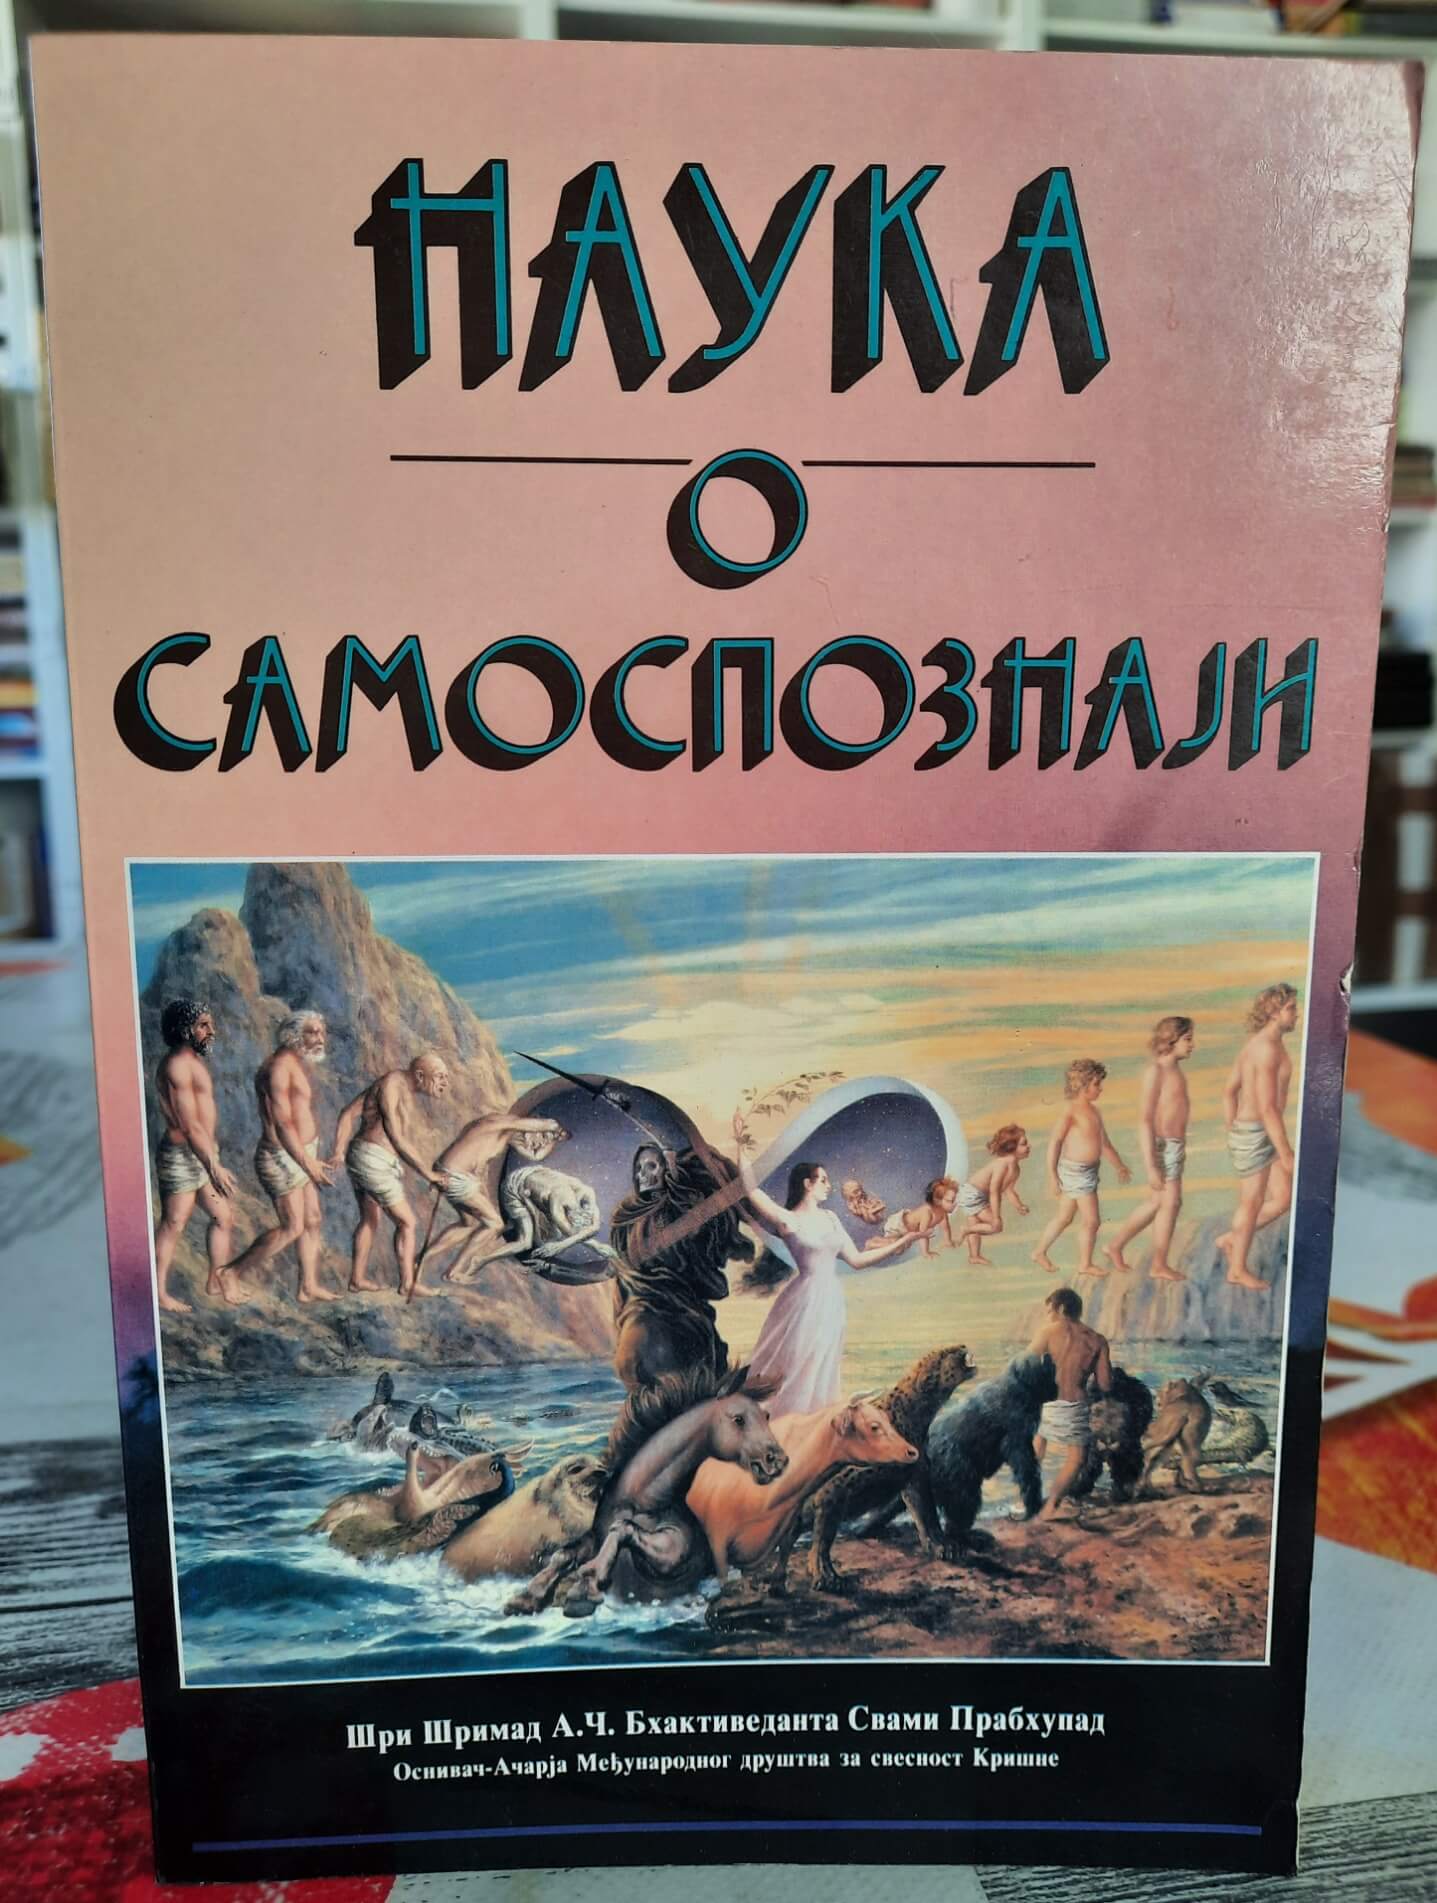 НАУКА
О
САМОСПОЗНАЈИ
Шри Шримад А.Ч. Бхактиведанта Свами Прабхупад
Оснивач-Ачарја Међународног друштва за свесност Кришне